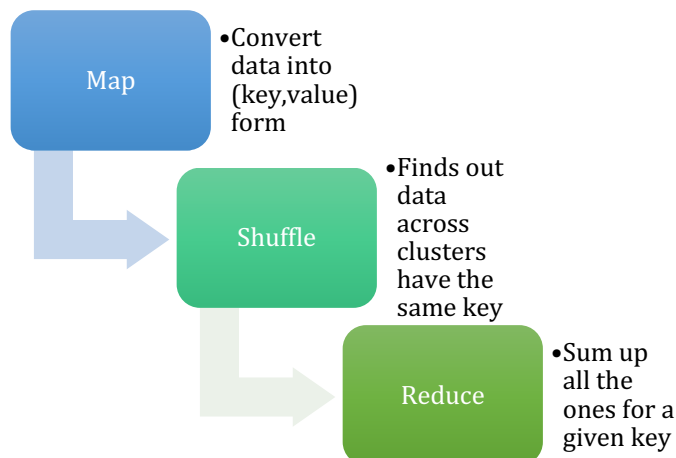 Map
•Convert
data into
(key,value)
form
Shuffle
•Finds out
data
across
clusters
have the
same key
Reduce
•Sum up
all the
ones for a
given key